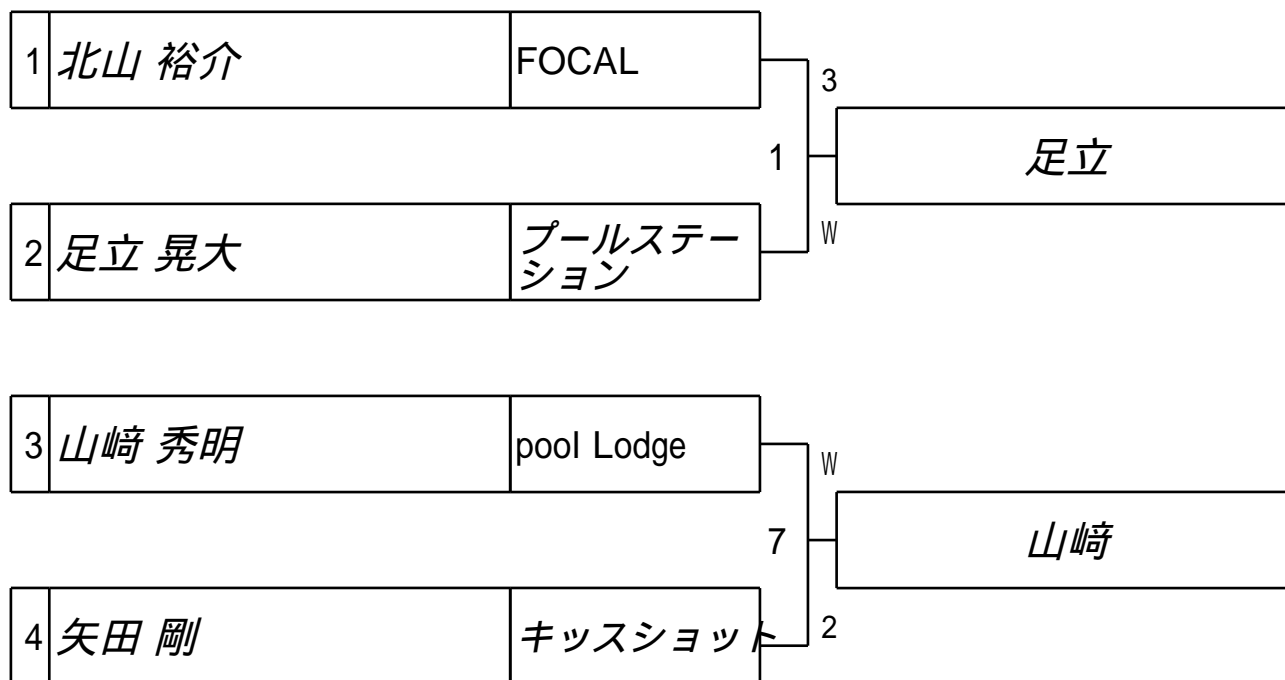 1 北山 裕介 FOCAL
3
1 足立
2 足立 晃大 プールステー
ション
W
3 山﨑 秀明 pool Lodge
W
7 山﨑
4 矢田 剛 キッスショット
2